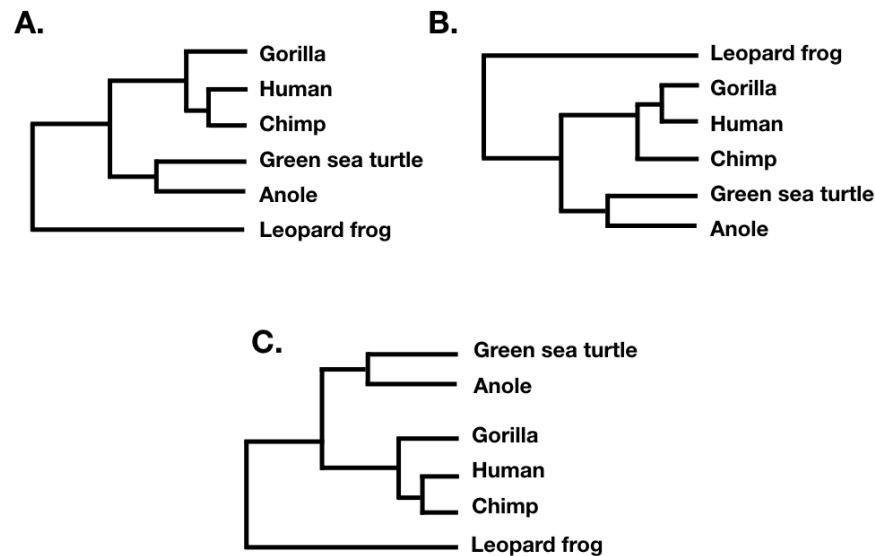 A.
Gorilla
Human
Chimp
Green sea turtle
Anole
Leopard frog
B.
Leopard frog
Gorilla
Human
Chimp
Green sea turtle
Anole
C.
Green sea turtle
Anole
Gorilla
Human
Chimp
Leopard frog